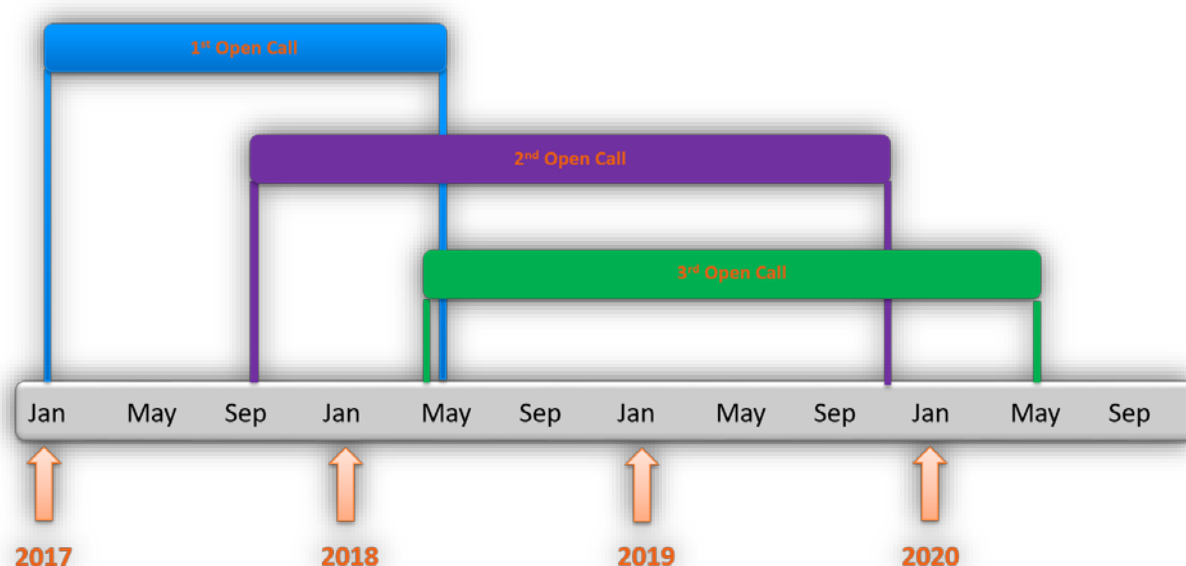 1st Open Call
2nd Open Call
3rd Open Call
Jan May Sep Jan May Sep Jan May Sep Jan May Sep
2017 2018 2019 2020